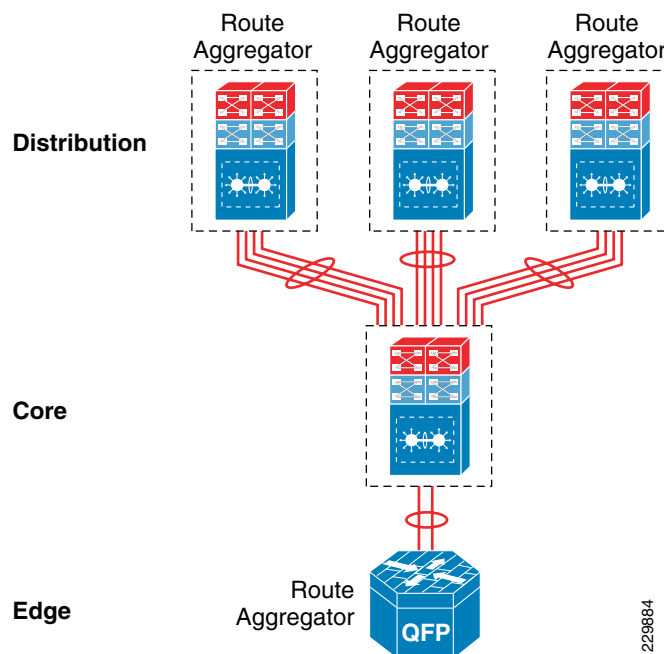 Route
Aggregator
Route
Aggregator
Route
Aggregator
Distribution
Core
Route
Aggregator
Edge
QFP
229884